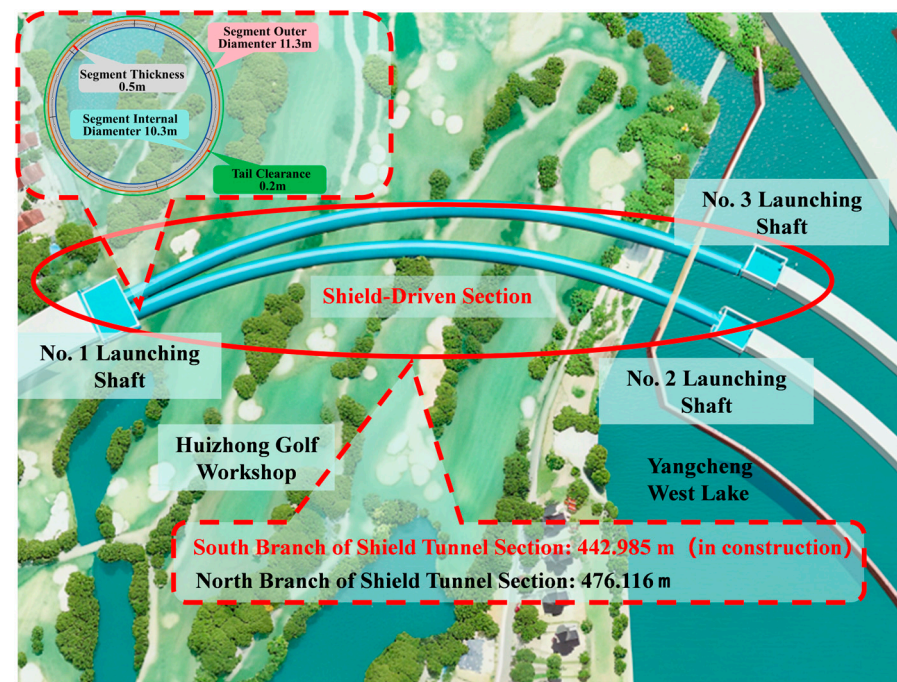 Segment Outer
Diamenter 11.3m
Segment Thickness
0.5m
Segment Internal
Diamenter 10.3m
Tail Clearance
0.2m
No. 3 Launching
Shaft
Shield-Driven Section
No. 1 Launching
Shaft
No. 2 Launching
Shaft
Huizhong Golf
Workshop
Yangcheng
West Lake
South Branch of Shield Tunnel Section: 442.985 m（in construction）
North Branch of Shield Tunnel Section: 476.116m